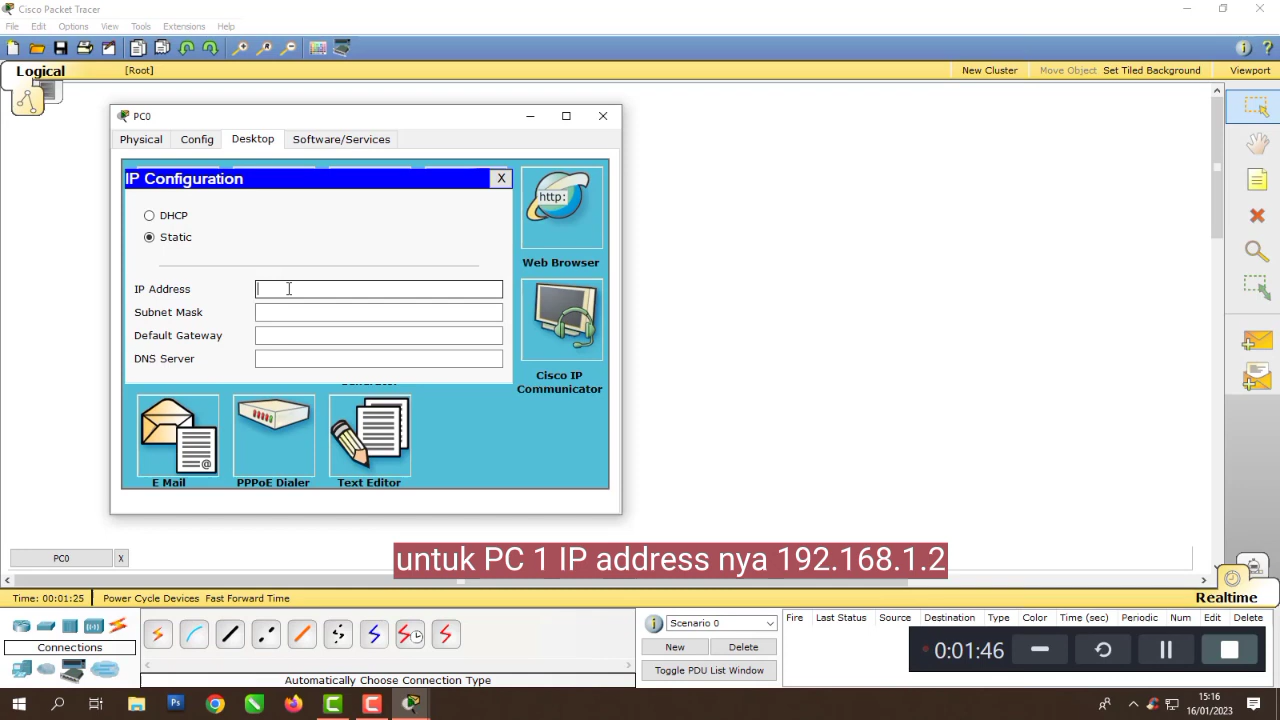 Cisco Packet Tracer
File Edit Options View Tools Extensions Help
Logical [Root] New Cluster Move Object Set Tiled Background Viewport
PC0
Physical Config Desktop Software/Services
IP Configuration X
http:
DHCP
Static
Web Browser
IP Address
Subnet Mask
Default Gateway
DNS Server
Cisco IP
Communicator
E Mail PPPoE Dialer Text Editor
PC0 X
untuk PC 1 IP address nya 192.168.1.2
Time: 00:01:25 Power Cycle Devices Fast Forward Time Realtime
Connections
Automatically Choose Connection Type
Scenario 0
New Delete
Toggle PDU List Window
Fire Last Status Source Destination Type Color Time (sec) Periodic Num Edit Delete
0:01:46
15:16
16/01/2023